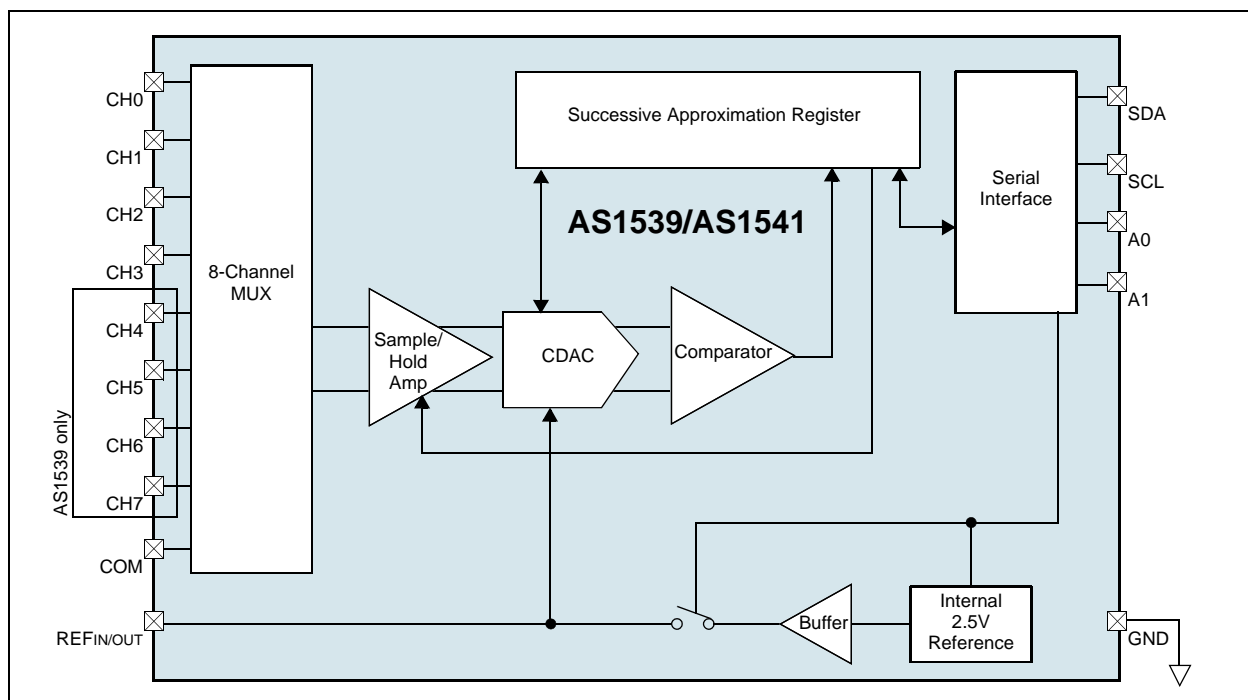 CH0
CH1
CH2
CH3
CH4
CH5
CH6
CH7
AS1539 only
COM
REFIN/OUT
8-Channel
MUX
Successive Approximation Register
AS1539/AS1541
Sample/
Hold
Amp
CDAC
Comparator
Serial
Interface
SDA
SCL
A0
A1
Buffer
Internal
2.5V
Reference
GND